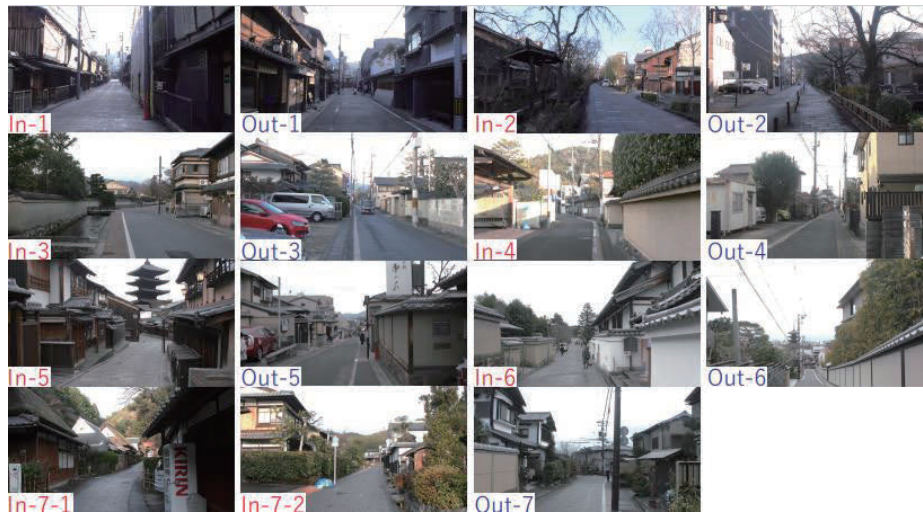 In-1
Out-1
In-2
Out-2
In-3
Out-3
In-4
Out-4
In-5
Out-5
In-6
Out-6
In-7-1
KIRIN
In-7-2
Out-7